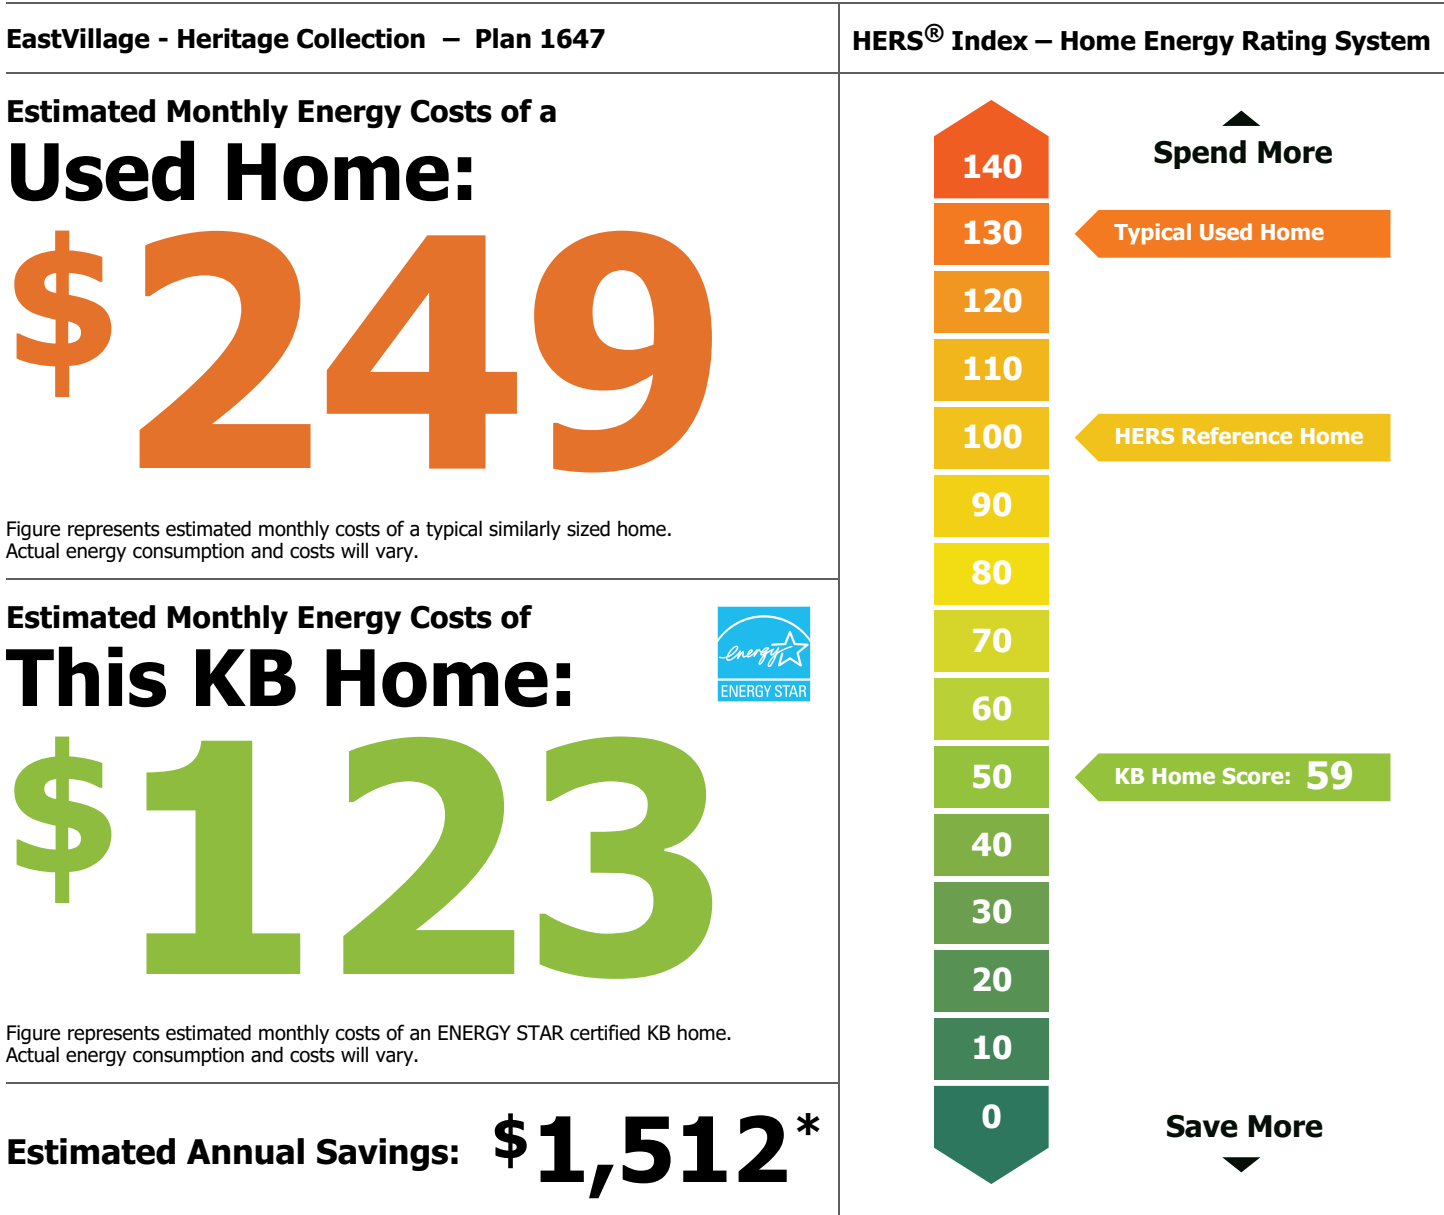 EastVillage - Heritage Collection – Plan 1647
Estimated Monthly Energy Costs of a
Used Home:
$249
Figure represents estimated monthly costs of a typical similarly sized home.
Actual energy consumption and costs will vary.
Estimated Monthly Energy Costs of
This KB Home:
energy
ENERGY STAR
$123
Figure represents estimated monthly costs of an ENERGY STAR certified KB home.
Actual energy consumption and costs will vary.
Estimated Annual Savings: $1,512*
HERS® Index – Home Energy Rating System
Spend More
140
130 Typical Used Home
120
110
100 HERS Reference Home
90
80
70
60
50 KB Home Score: 59
40
30
20
10
0
Save More